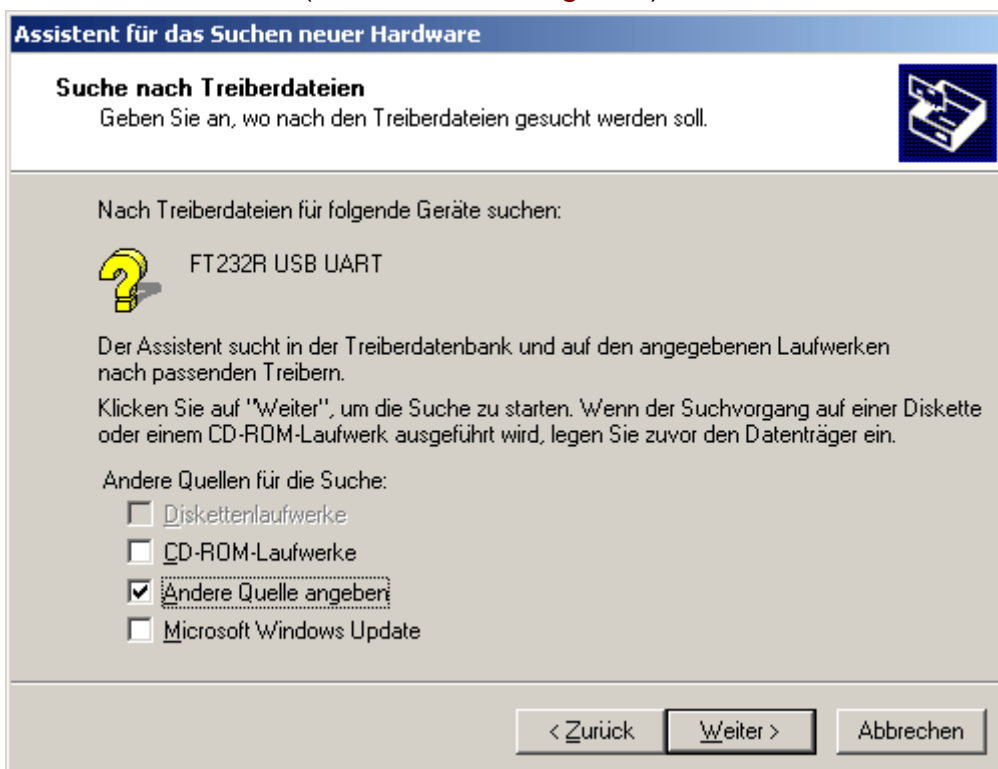 Assistent für das Suchen neuer Hardware
Suche nach Treiberdateien
Geben Sie an, wo nach den Treiberdateien gesucht werden soll.
Nach Treiberdateien für folgende Geräte suchen:
FT232R USB UART
Der Assistent sucht in der Treiberdatenbank und auf den angegebenen Laufwerken
nach passenden Treibern.
Klicken Sie auf "Weiter", um die Suche zu starten. Wenn der Suchvorgang auf einer Diskette
oder einem CD-ROM-Laufwerk ausgeführt wird, legen Sie zuvor den Datenträger ein.
Andere Quellen für die Suche:
Diskettenlaufwerke
CD-ROM-Laufwerke
Andere Quelle angeben
Microsoft Windows Update
< Zurück Weiter > Abbrechen